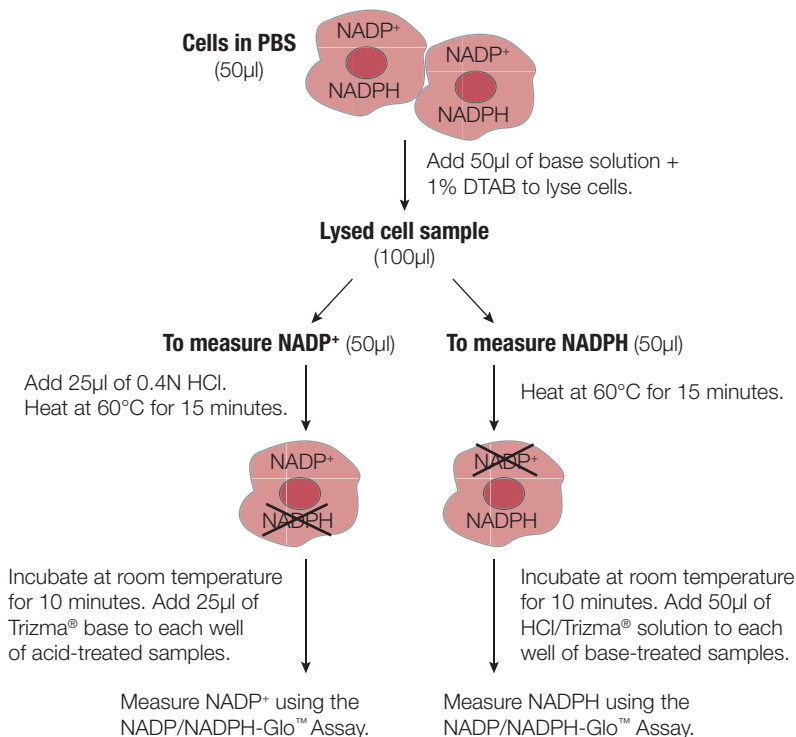 Cells in PBS
(50µl)
NADP⁺
NADPH
NADP⁺
NADPH
Add 50µl of base solution +
1% DTAB to lyse cells.
Lysed cell sample
(100µl)
To measure NADP⁺ (50µl)
To measure NADPH (50µl)
Add 25µl of 0.4N HCl.
Heat at 60°C for 15 minutes.
Heat at 60°C for 15 minutes.
NADP⁺
NADPH
NADP⁺
NADPH
Incubate at room temperature
for 10 minutes. Add 25µl of
Trizma® base to each well
of acid-treated samples.
Incubate at room temperature
for 10 minutes. Add 50µl of
HCl/Trizma® solution to each
well of base-treated samples.
Measure NADP⁺ using the
NADP/NADPH-Glo™ Assay.
Measure NADPH using the
NADP/NADPH-Glo™ Assay.